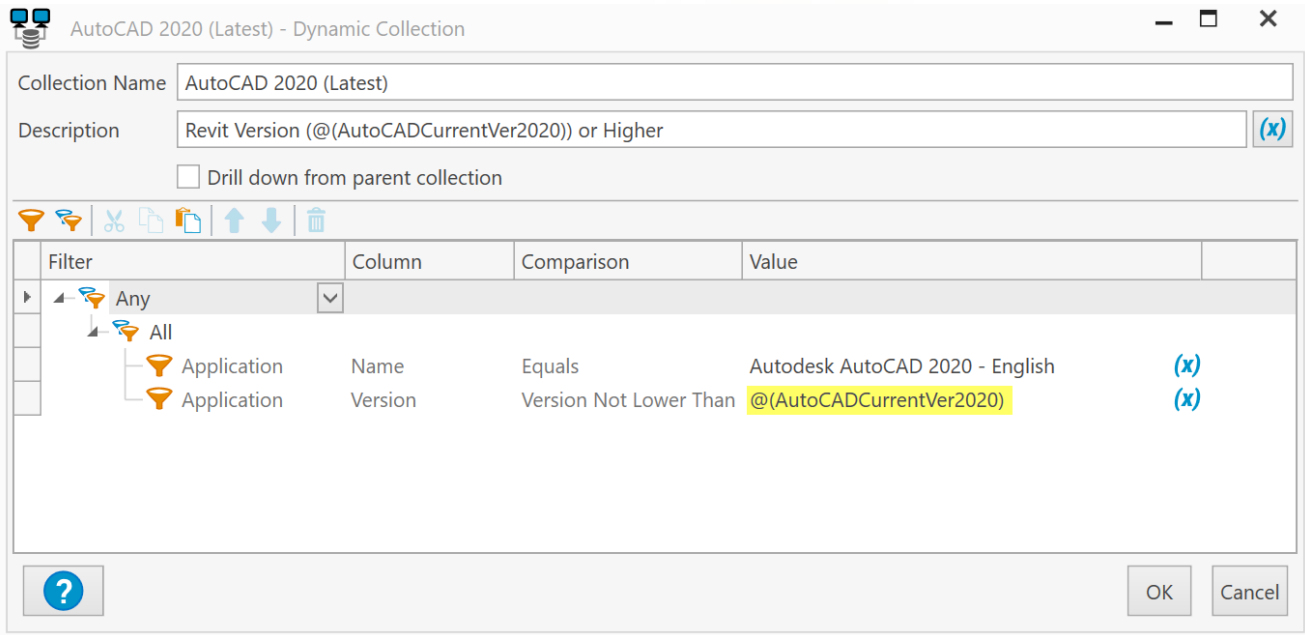 AutoCAD 2020 (Latest) - Dynamic Collection
Collection Name AutoCAD 2020 (Latest)
Description Revit Version (@(AutoCADCurrentVer2020)) or Higher (x)
Drill down from parent collection
Filter Column Comparison Value
Any
All
Application Name Equals Autodesk AutoCAD 2020 - English (x)
Application Version Version Not Lower Than @(AutoCADCurrentVer2020) (x)
? OK Cancel